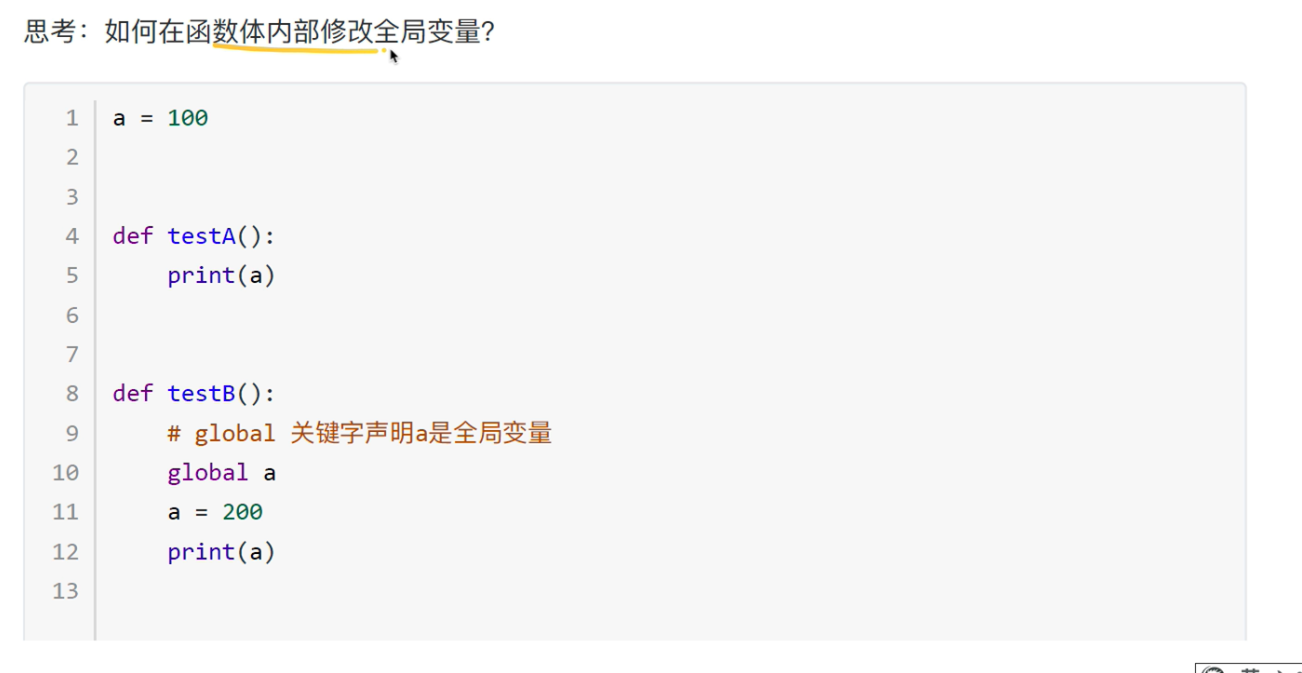 思考：如何在函数体内部修改全局变量？
1 a = 100
2
3
4 def testA():
5     print(a)
6
7
8 def testB():
9     # global 关键字声明a是全局变量
10     global a
11     a = 200
12     print(a)
13